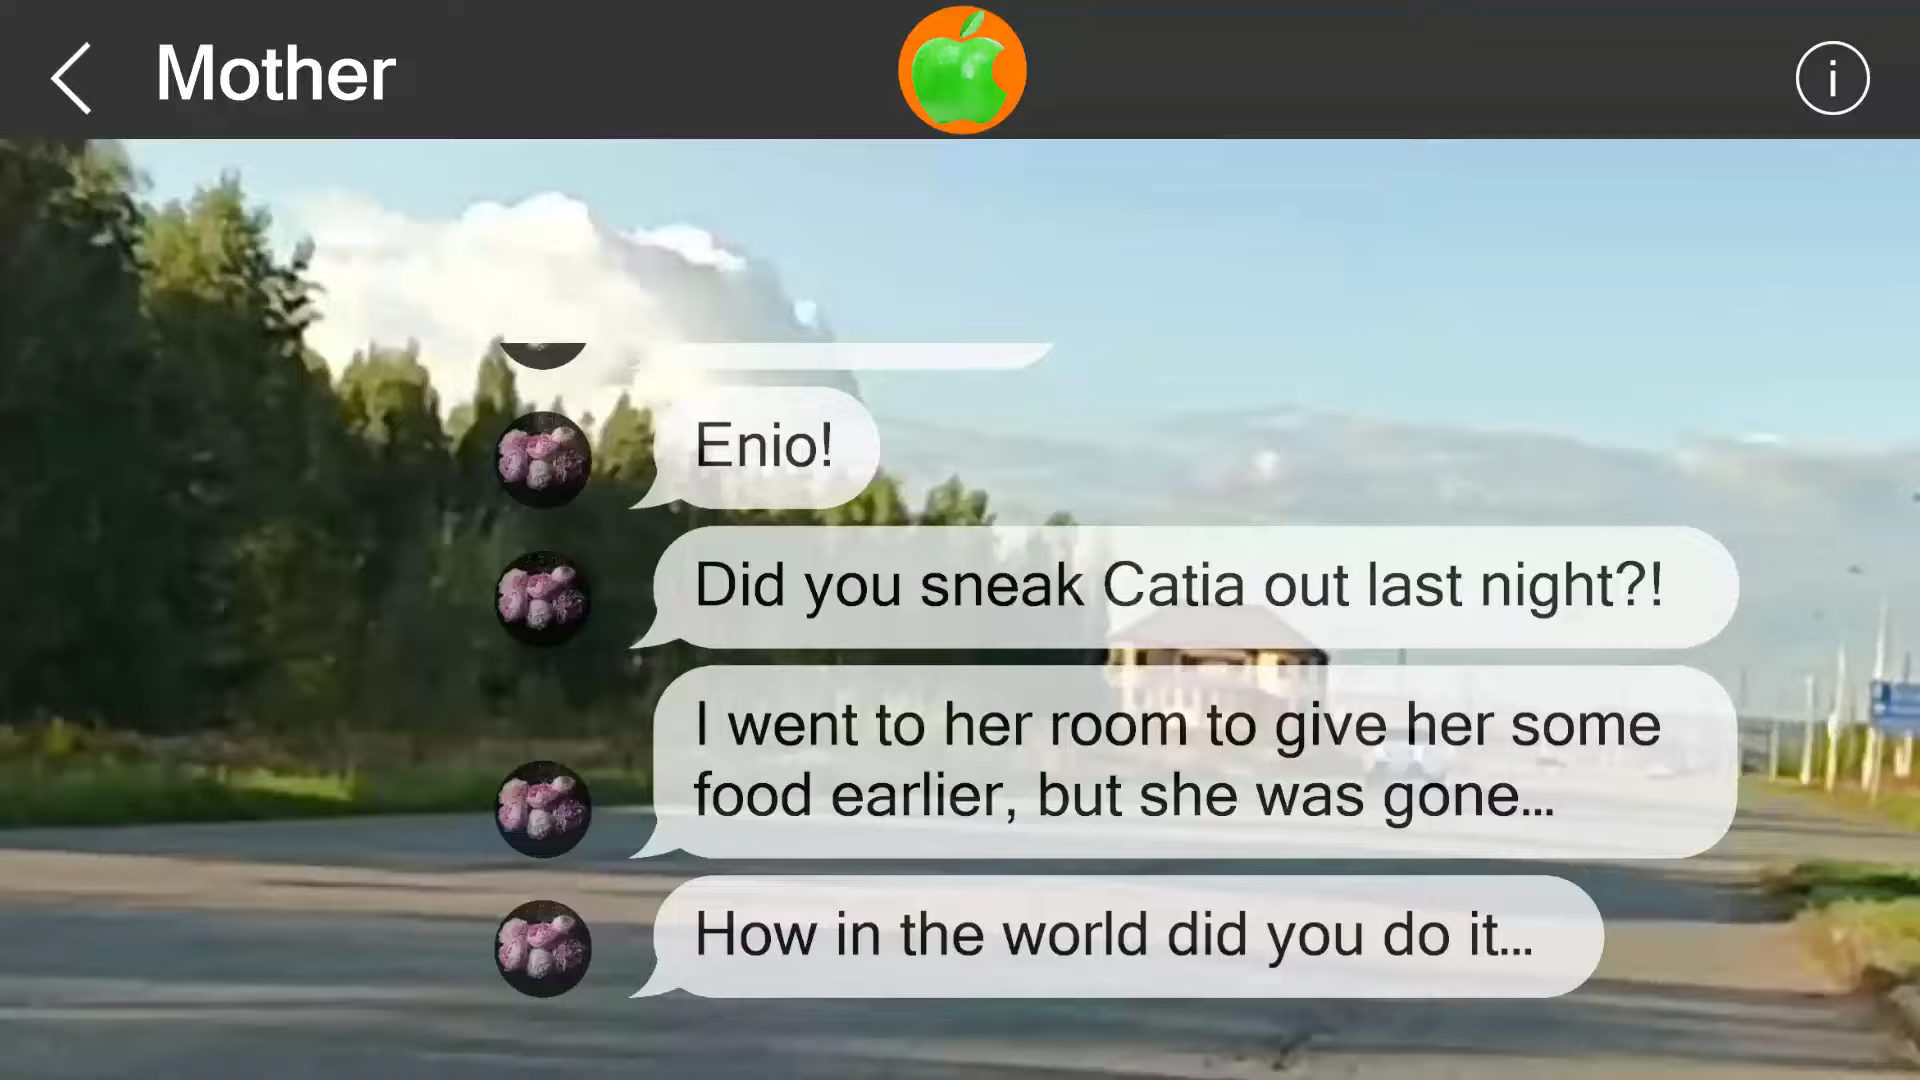 Mother
i
Enio!
Did you sneak Catia out last night?!
I went to her room to give her some
food earlier, but she was gone...
How in the world did you do it...